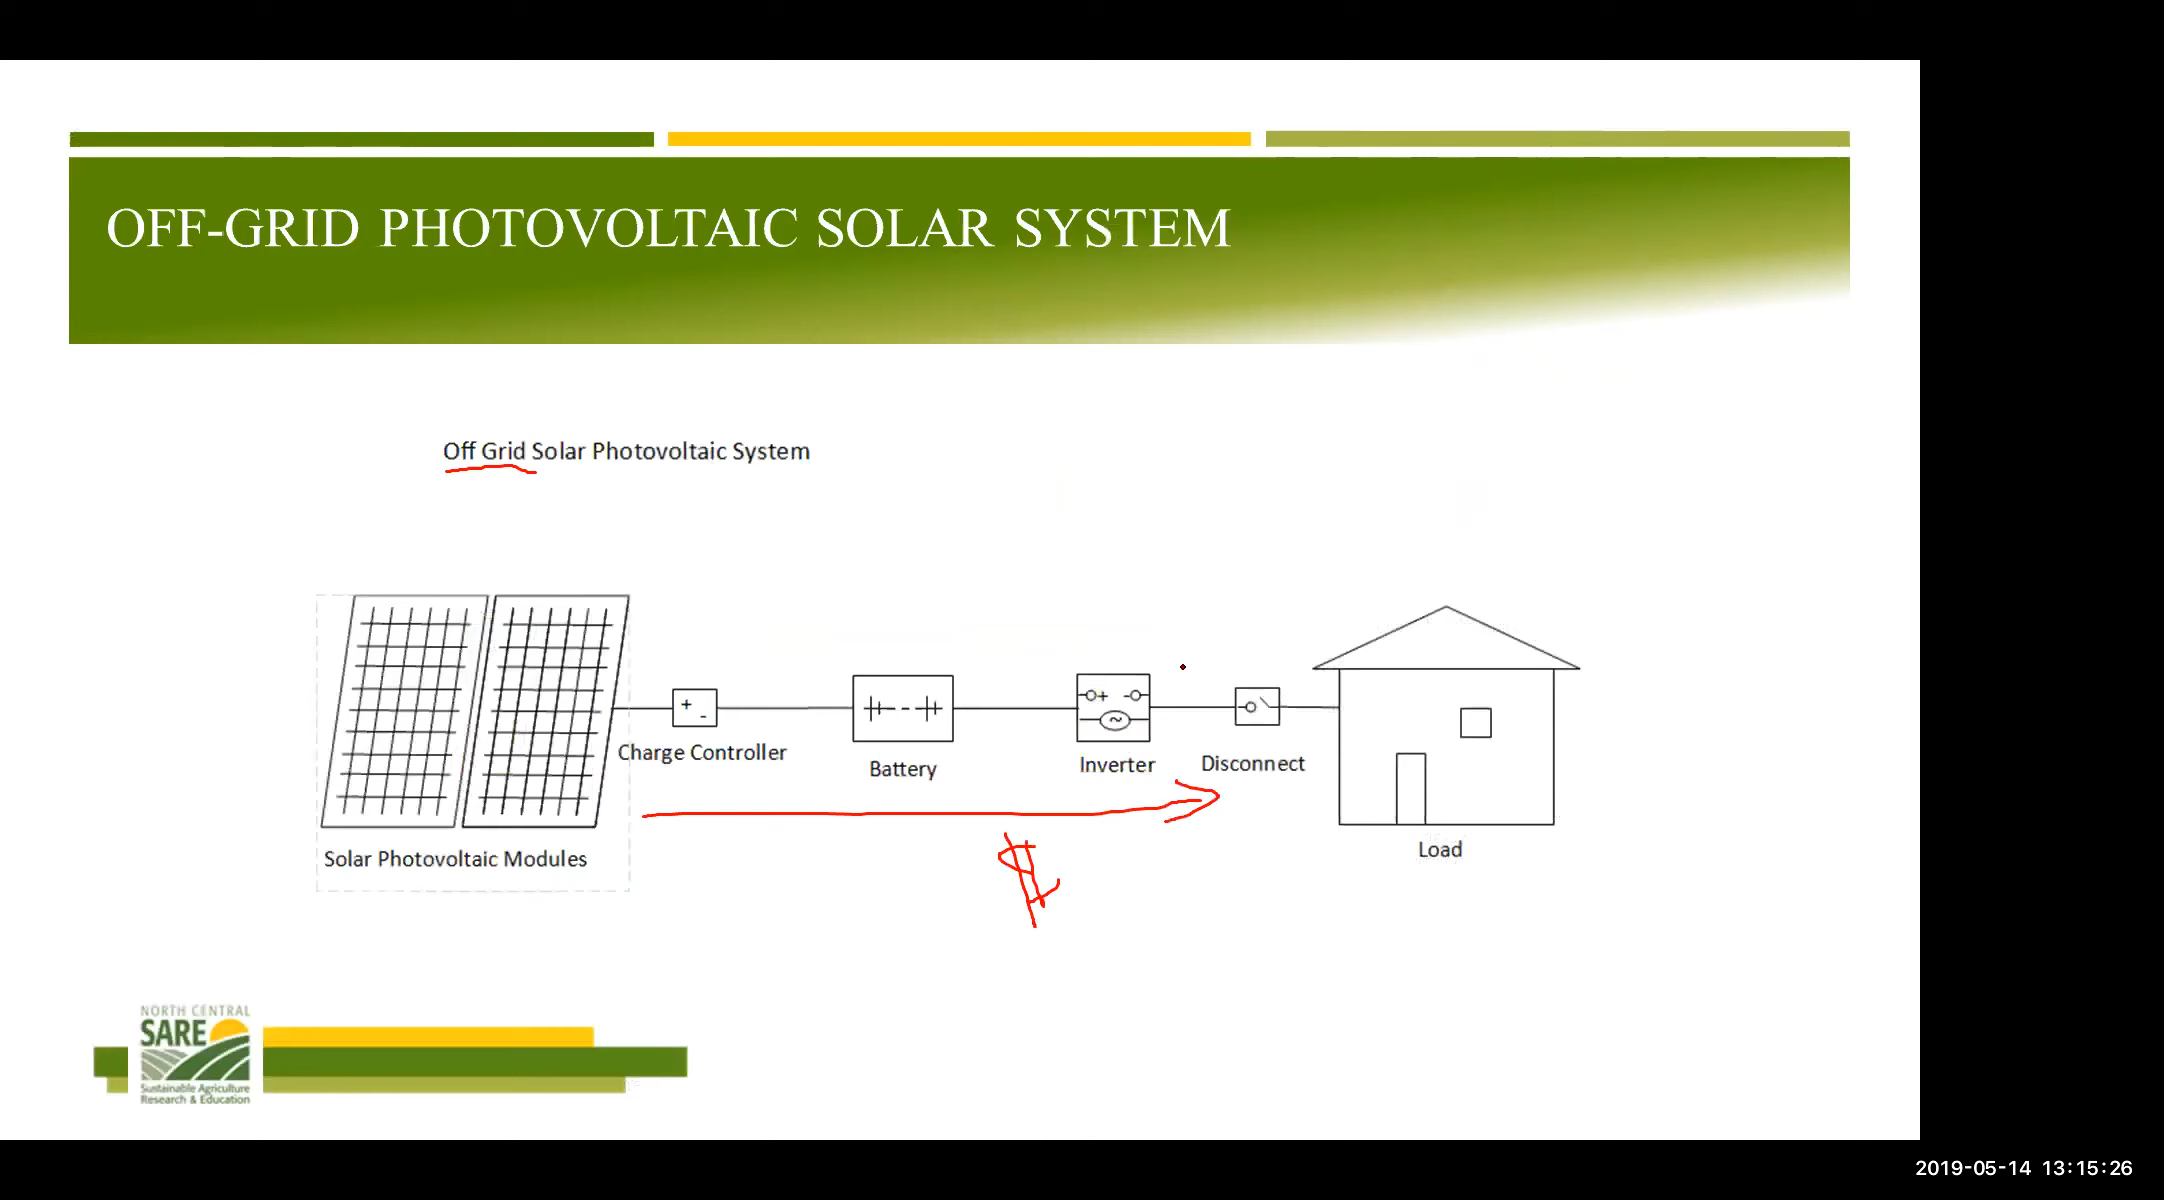 OFF-GRID PHOTOVOLTAIC SOLAR SYSTEM
Off Grid Solar Photovoltaic System
+ -
+ -
~
Charge Controller
Battery
Inverter
Disconnect
Solar Photovoltaic Modules
Load
$
NORTH CENTRAL
SARE
Sustainable Agriculture
Research & Education
2019-05-14 13:15:26